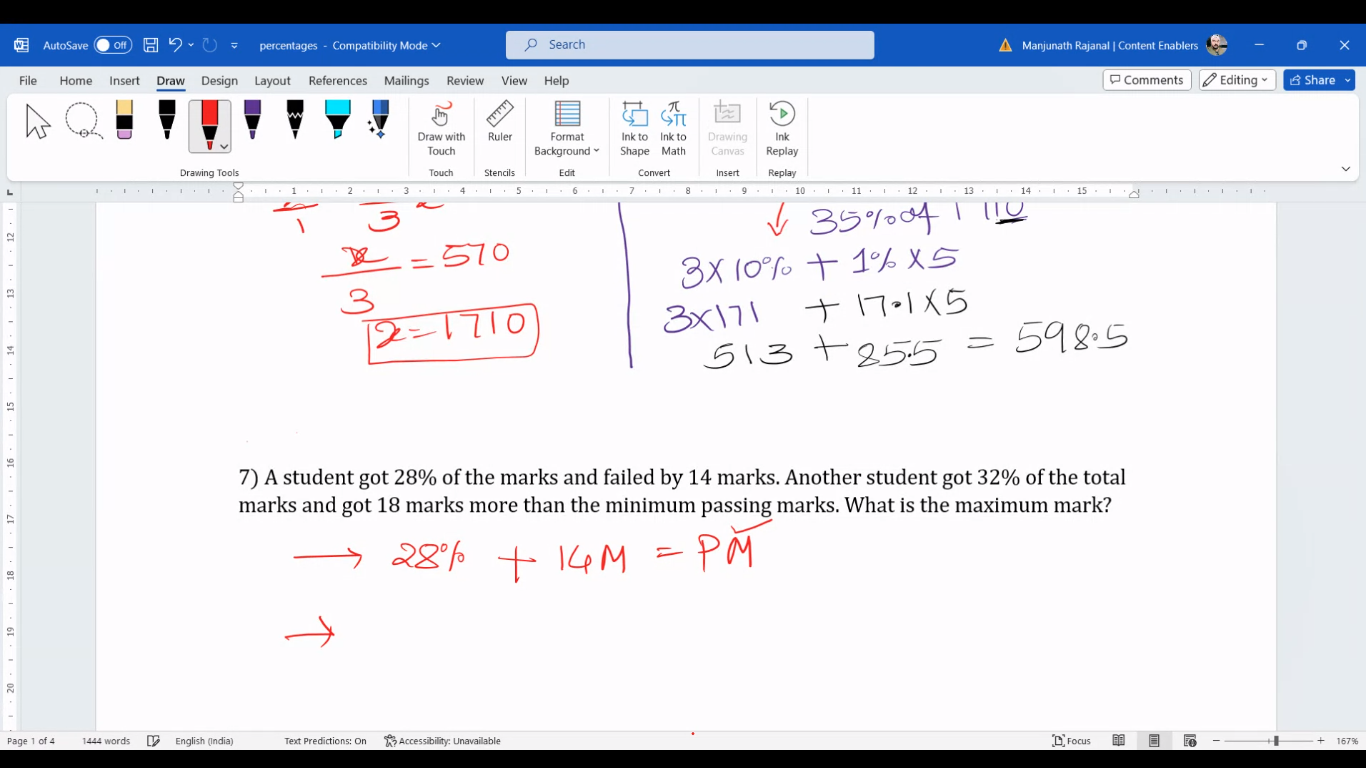 AutoSave Off percentages - Compatibility Mode Search Manjunath Rajanal | Content Enablers
File Home Insert Draw Design Layout References Mailings Review View Help Comments Editing Share
Draw with Touch Ruler Format Background Ink to Shape Ink to Math Drawing Canvas Ink Replay
Drawing Tools Touch Stencils Edit Convert Insert Replay
1 2 3 4 5 6 7 8 9 10 11 12 13 14 15
12
13
14
15
16
17
18
19
20
1 3
x/3 = 570
x = 1710
35% of 1710
3×10% + 1%×5
3×171 + 17.1×5
513 + 85.5 = 598.5
7) A student got 28% of the marks and failed by 14 marks. Another student got 32% of the total
marks and got 18 marks more than the minimum passing marks. What is the maximum mark?
→ 28% + 14M = PM
→
Page 1 of 4 1444 words English (India) Text Predictions: On Accessibility: Unavailable Focus 167%